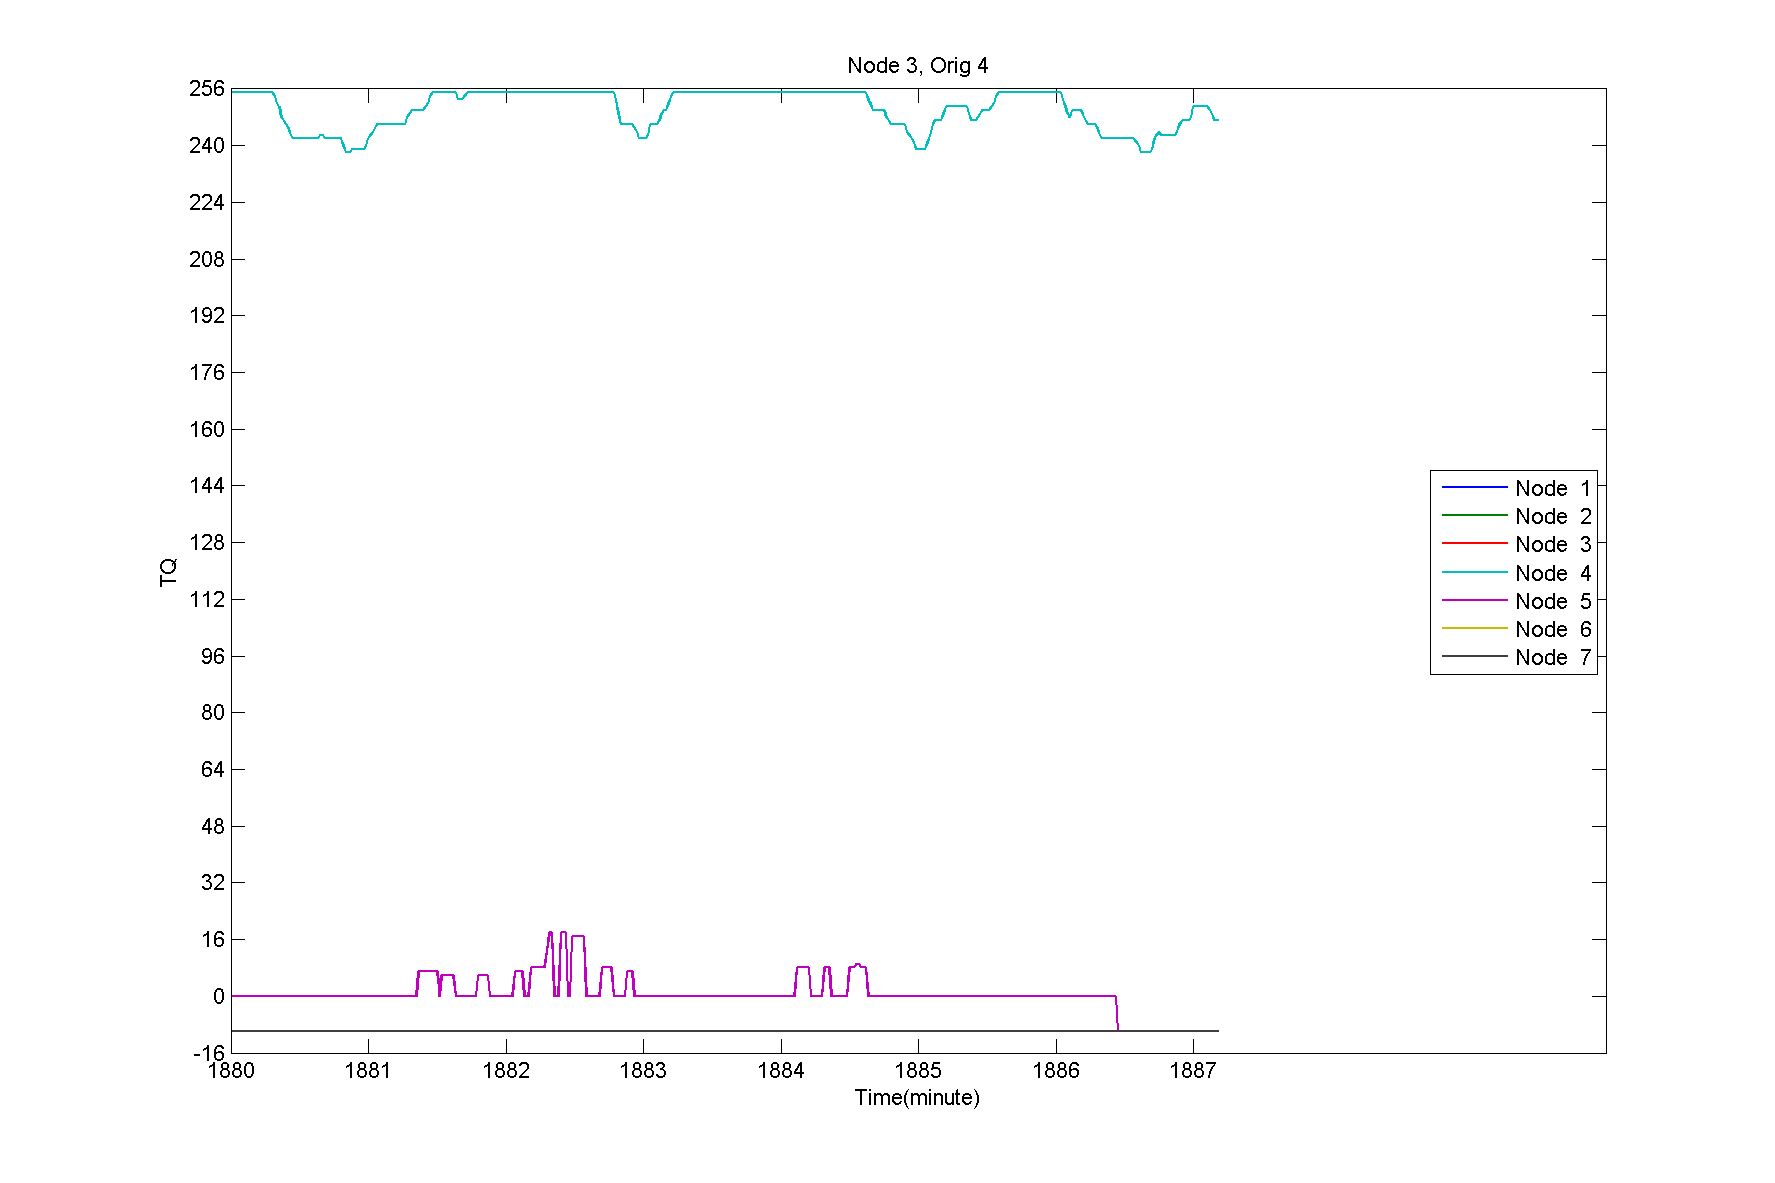 Node 3, Orig 4
256
240
224
208
192
176
160
144
128
112
96
80
64
48
32
16
0
-16
TQ
Node 1
Node 2
Node 3
Node 4
Node 5
Node 6
Node 7
1880 1881 1882 1883 1884 1885 1886 1887
Time(minute)